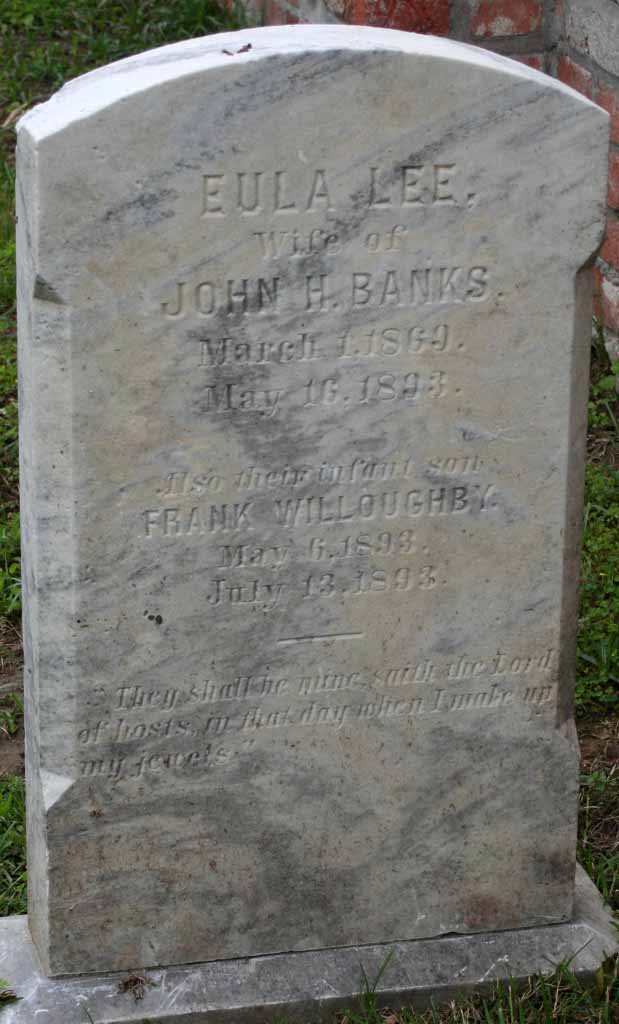 EULA LEE,
Wife of
JOHN H. BANKS.
March 1.1869.
May 16.1893.
Also their infant son
FRANK WILLOUGHBY.
May 6.1893.
July 13.1893.
"They shall be mine, saith the Lord
of hosts, in that day when I make up
my jewels."